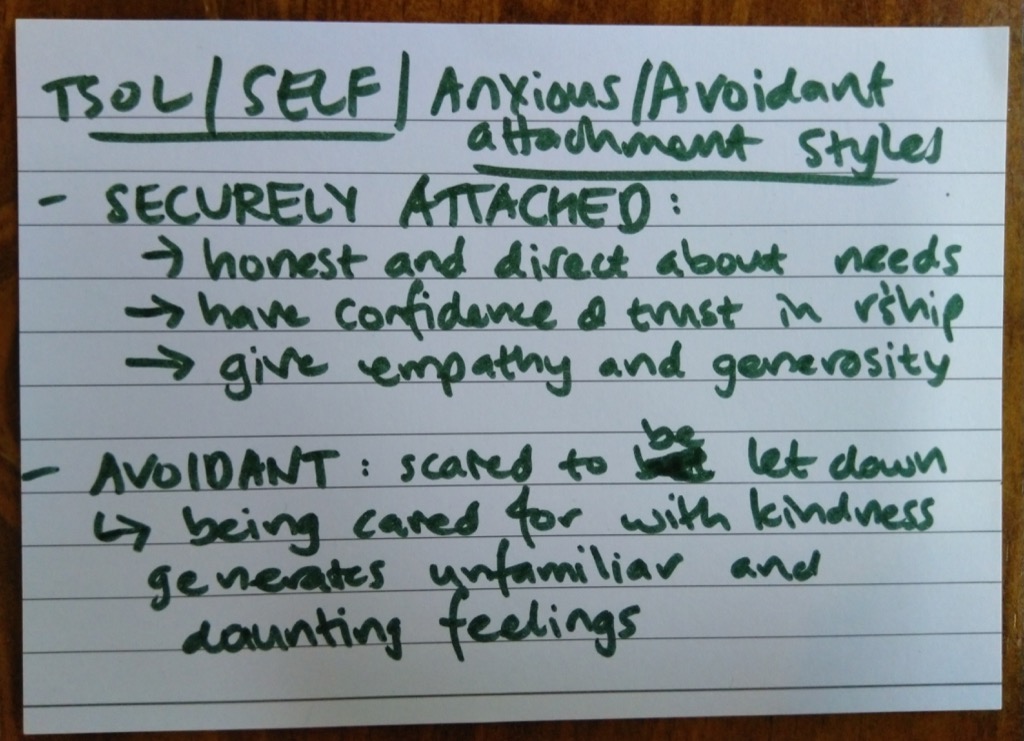 TSOL/SELF/Anxious/Avoidant
attachment styles
- SECURELY ATTACHED:
→ honest and direct about needs
→ have confidence & trust in r'ship
→ give empathy and generosity
- AVOIDANT: scared to be let down
↳ being cared for with kindness
generates unfamiliar and
daunting feelings